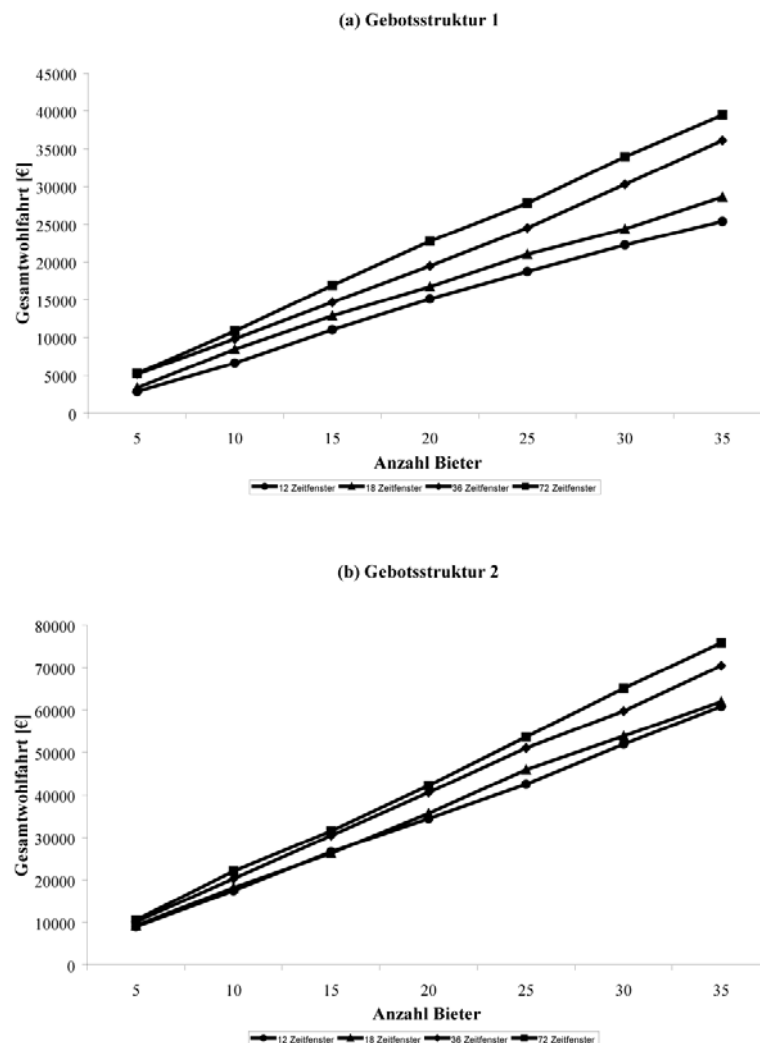 (a) Gebotsstruktur 1
45000
40000
35000
30000
25000
20000
15000
10000
5000
0
Gesamtwohlfahrt [€]
5 10 15 20 25 30 35
Anzahl Bieter
12 Zeitfenster 18 Zeitfenster 36 Zeitfenster 72 Zeitfenster
(b) Gebotsstruktur 2
80000
70000
60000
50000
40000
30000
20000
10000
0
Gesamtwohlfahrt [€]
5 10 15 20 25 30 35
Anzahl Bieter
12 Zeitfenster 18 Zeitfenster 36 Zeitfenster 72 Zeitfenster